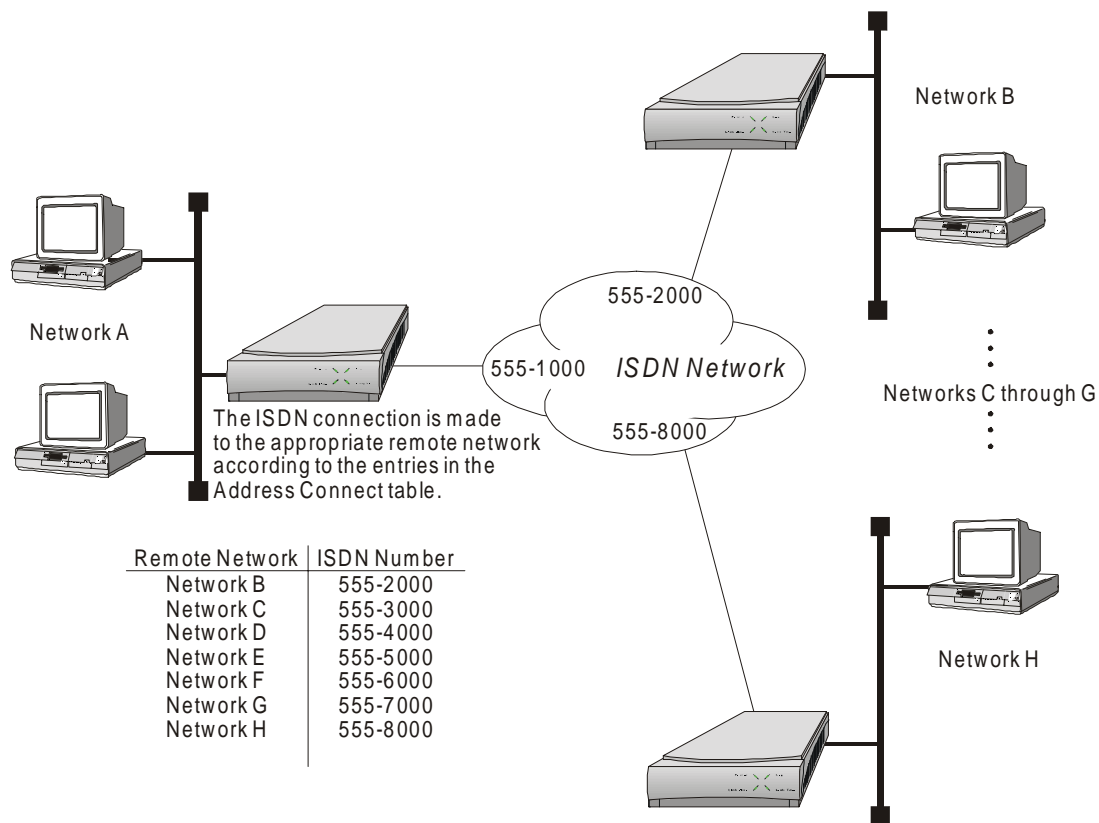 Network B
Network A
555-2000
555-1000
ISDN Network
555-8000
Networks C through G
The ISDN connection is made
to the appropriate remote network
according to the entries in the
Address Connect table.
Remote Network ISDN Number
Network B 555-2000
Network C 555-3000
Network D 555-4000
Network E 555-5000
Network F 555-6000
Network G 555-7000
Network H 555-8000
Network H